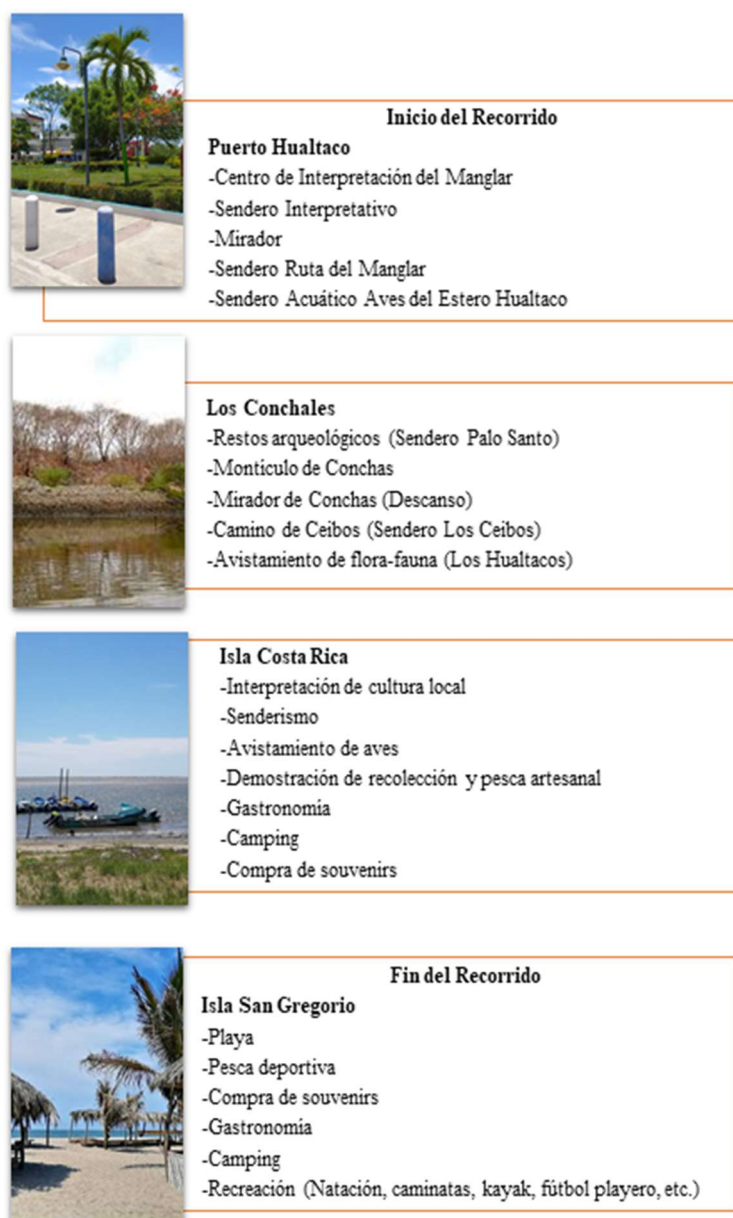 Inicio del Recorrido
Puerto Hualtaco
-Centro de Interpretación del Manglar
-Sendero Interpretativo
-Mirador
-Sendero Ruta del Manglar
-Sendero Acuático Aves del Estero Hualtaco
Los Conchales
-Restos arqueológicos (Sendero Palo Santo)
-Montículo de Conchas
-Mirador de Conchas (Descanso)
-Camino de Ceibos (Sendero Los Ceibos)
-Avistamiento de flora-fauna (Los Hualtacos)
Isla Costa Rica
-Interpretación de cultura local
-Senderismo
-Avistamiento de aves
-Demostración de recolección y pesca artesanal
-Gastronomía
-Camping
-Compra de souvenirs
Fin del Recorrido
Isla San Gregorio
-Playa
-Pesca deportiva
-Compra de souvenirs
-Gastronomía
-Camping
-Recreación (Natación, caminatas, kayak, fútbol playero, etc.)